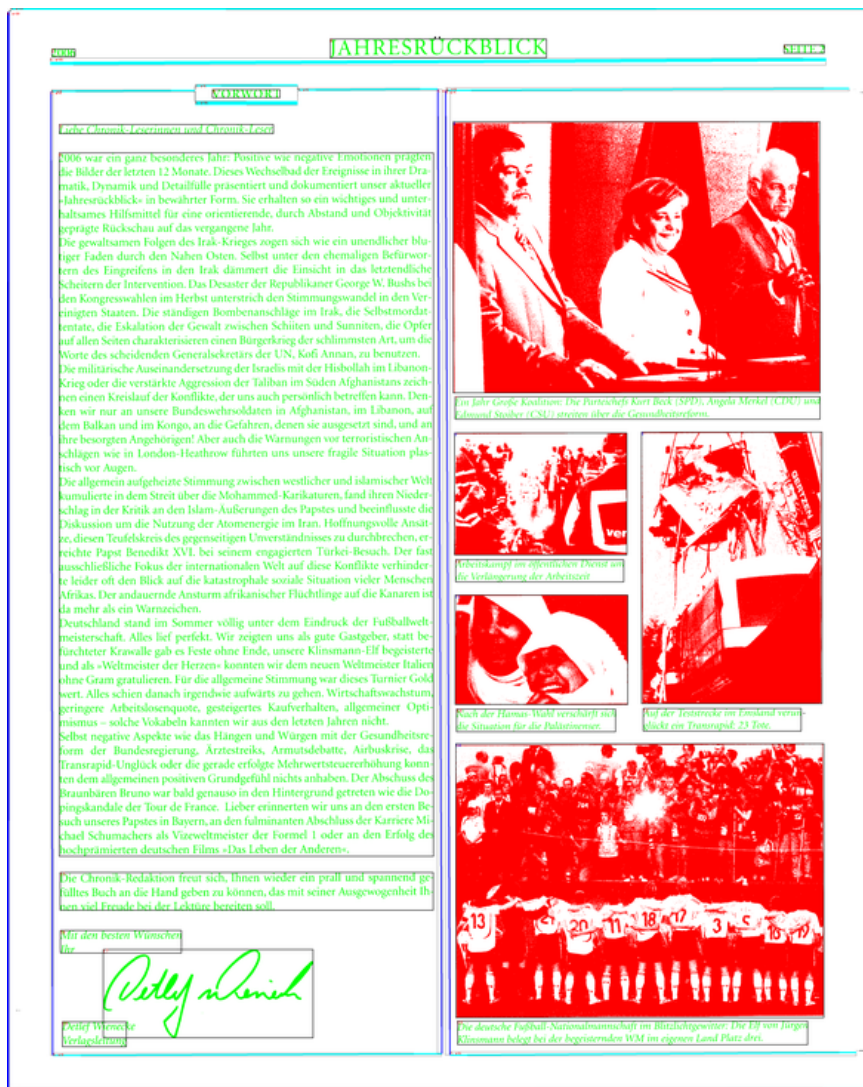 2006
JAHRESRÜCKBLICK
SEITE 2
VORWORT
Liebe Chronik-Leserinnen und Chronik-Leser
2006 war ein ganz besonderes Jahr: Positive wie negative Emotionen prägten
die Bilder der letzten 12 Monate. Dieses Wechselbad der Ereignisse in ihrer Dra-
matik, Dynamik und Detailfülle präsentiert und dokumentiert unser aktueller
»Jahresrückblick« in bewährter Form. Sie erhalten so ein wichtiges und unter-
haltsames Hilfsmittel für eine orientierende, durch Abstand und Objektivität
geprägte Rückschau auf das vergangene Jahr.
Die gewaltsamen Folgen des Irak-Krieges zogen sich wie ein unendlicher blu-
tiger Faden durch den Nahen Osten. Selbst unter den ehemaligen Befürwor-
tern des Eingreifens in den Irak dämmert die Einsicht in das letztendliche
Scheitern der Intervention. Das Desaster der Republikaner George W. Bushs bei
den Kongresswahlen im Herbst unterstrich den Stimmungswandel in den Ver-
einigten Staaten. Die ständigen Bombenanschläge im Irak, die Selbstmordat-
tentate, die Eskalation der Gewalt zwischen Schiiten und Sunniten, die Opfer
auf allen Seiten charakterisieren einen Bürgerkrieg der schlimmsten Art, um die
Worte des scheidenden Generalsekretärs der UN, Kofi Annan, zu benutzen.
Die militärische Auseinandersetzung der Israelis mit der Hisbollah im Libanon-
Krieg oder die verstärkte Aggression der Taliban im Süden Afghanistans zeich-
nen einen Kreislauf der Konflikte, der uns auch persönlich betreffen kann. Den-
ken wir nur an unsere Bundeswehrsoldaten in Afghanistan, im Libanon, auf
dem Balkan und im Kongo, an die Gefahren, denen sie ausgesetzt sind, und an
ihre besorgten Angehörigen! Aber auch die Warnungen vor terroristischen An-
schlägen wie in London-Heathrow führten uns unsere fragile Situation plas-
tisch vor Augen.
Die allgemein aufgeheizte Stimmung zwischen westlicher und islamischer Welt
kumulierte in dem Streit über die Mohammed-Karikaturen, fand ihren Nieder-
schlag in der Kritik an den Islam-Äußerungen des Papstes und beeinflusste die
Diskussion um die Nutzung der Atomenergie im Iran. Hoffnungsvolle Ansät-
ze, diesen Teufelskreis des gegenseitigen Unverständnisses zu durchbrechen, er-
reichte Papst Benedikt XVI. bei seinem engagierten Türkei-Besuch. Der fast
ausschließliche Fokus der internationalen Welt auf diese Konflikte verhinder-
te leider oft den Blick auf die katastrophale soziale Situation vieler Menschen
Afrikas. Der andauernde Ansturm afrikanischer Flüchtlinge auf die Kanaren ist
da mehr als ein Warnzeichen.
Deutschland stand im Sommer völlig unter dem Eindruck der Fußballwelt-
meisterschaft. Alles lief perfekt. Wir zeigten uns als gute Gastgeber, statt be-
fürchteter Krawalle gab es Feste ohne Ende, unsere Klinsmann-Elf begeisterte
und als »Weltmeister der Herzen« konnten wir dem neuen Weltmeister Italien
ohne Gram gratulieren. Für die allgemeine Stimmung war dieses Turnier Gold
wert. Alles schien danach irgendwie aufwärts zu gehen. Wirtschaftswachstum,
geringere Arbeitslosenquote, gesteigertes Kaufverhalten, allgemeiner Opti-
mismus – solche Vokabeln kannten wir aus den letzten Jahren nicht.
Selbst negative Aspekte wie das Hängen und Würgen mit der Gesundheitsre-
form der Bundesregierung, Ärztestreiks, Armutsdebatte, Airbuskrise, das
Transrapid-Unglück oder die gerade erfolgte Mehrwertsteuererhöhung konn-
ten dem allgemeinen positiven Grundgefühl nichts anhaben. Der Abschuss des
Braunbären Bruno war bald genauso in den Hintergrund getreten wie die Do-
pingskandale der Tour de France. Lieber erinnerten wir uns an den ersten Be-
such unseres Papstes in Bayern, an den fulminanten Abschluss der Karriere Mi-
chael Schumachers als Vizeweltmeister der Formel 1 oder an den Erfolg des
hochprämierten deutschen Films »Das Leben der Anderen«.
Die Chronik-Redaktion freut sich, Ihnen wieder ein prall und spannend ge-
fülltes Buch an die Hand geben zu können, das mit seiner Ausgewogenheit Ih-
nen viel Freude bei der Lektüre bereiten soll.
Mit den besten Wünschen
Ihr
Detlef Wienecke
Detlef Wienecke
Verlagsleitung
Ein Jahr Große Koalition: Die Parteichefs Kurt Beck (SPD), Angela Merkel (CDU) und
Edmund Stoiber (CSU) streiten über die Gesundheitsreform.
ver
Arbeitskampf im öffentlichen Dienst um
die Verlängerung der Arbeitszeit
Nach der Hamas-Wahl verschärft sich
die Situation für die Palästinenser.
Auf der Teststrecke im Emsland verun-
glückt ein Transrapid: 23 Tote.
13 20 11 18 17 3 5 16 19
Die deutsche Fußball-Nationalmannschaft im Blitzlichtgewitter: Die Elf von Jürgen
Klinsmann belegt bei der begeisternden WM im eigenen Land Platz drei.